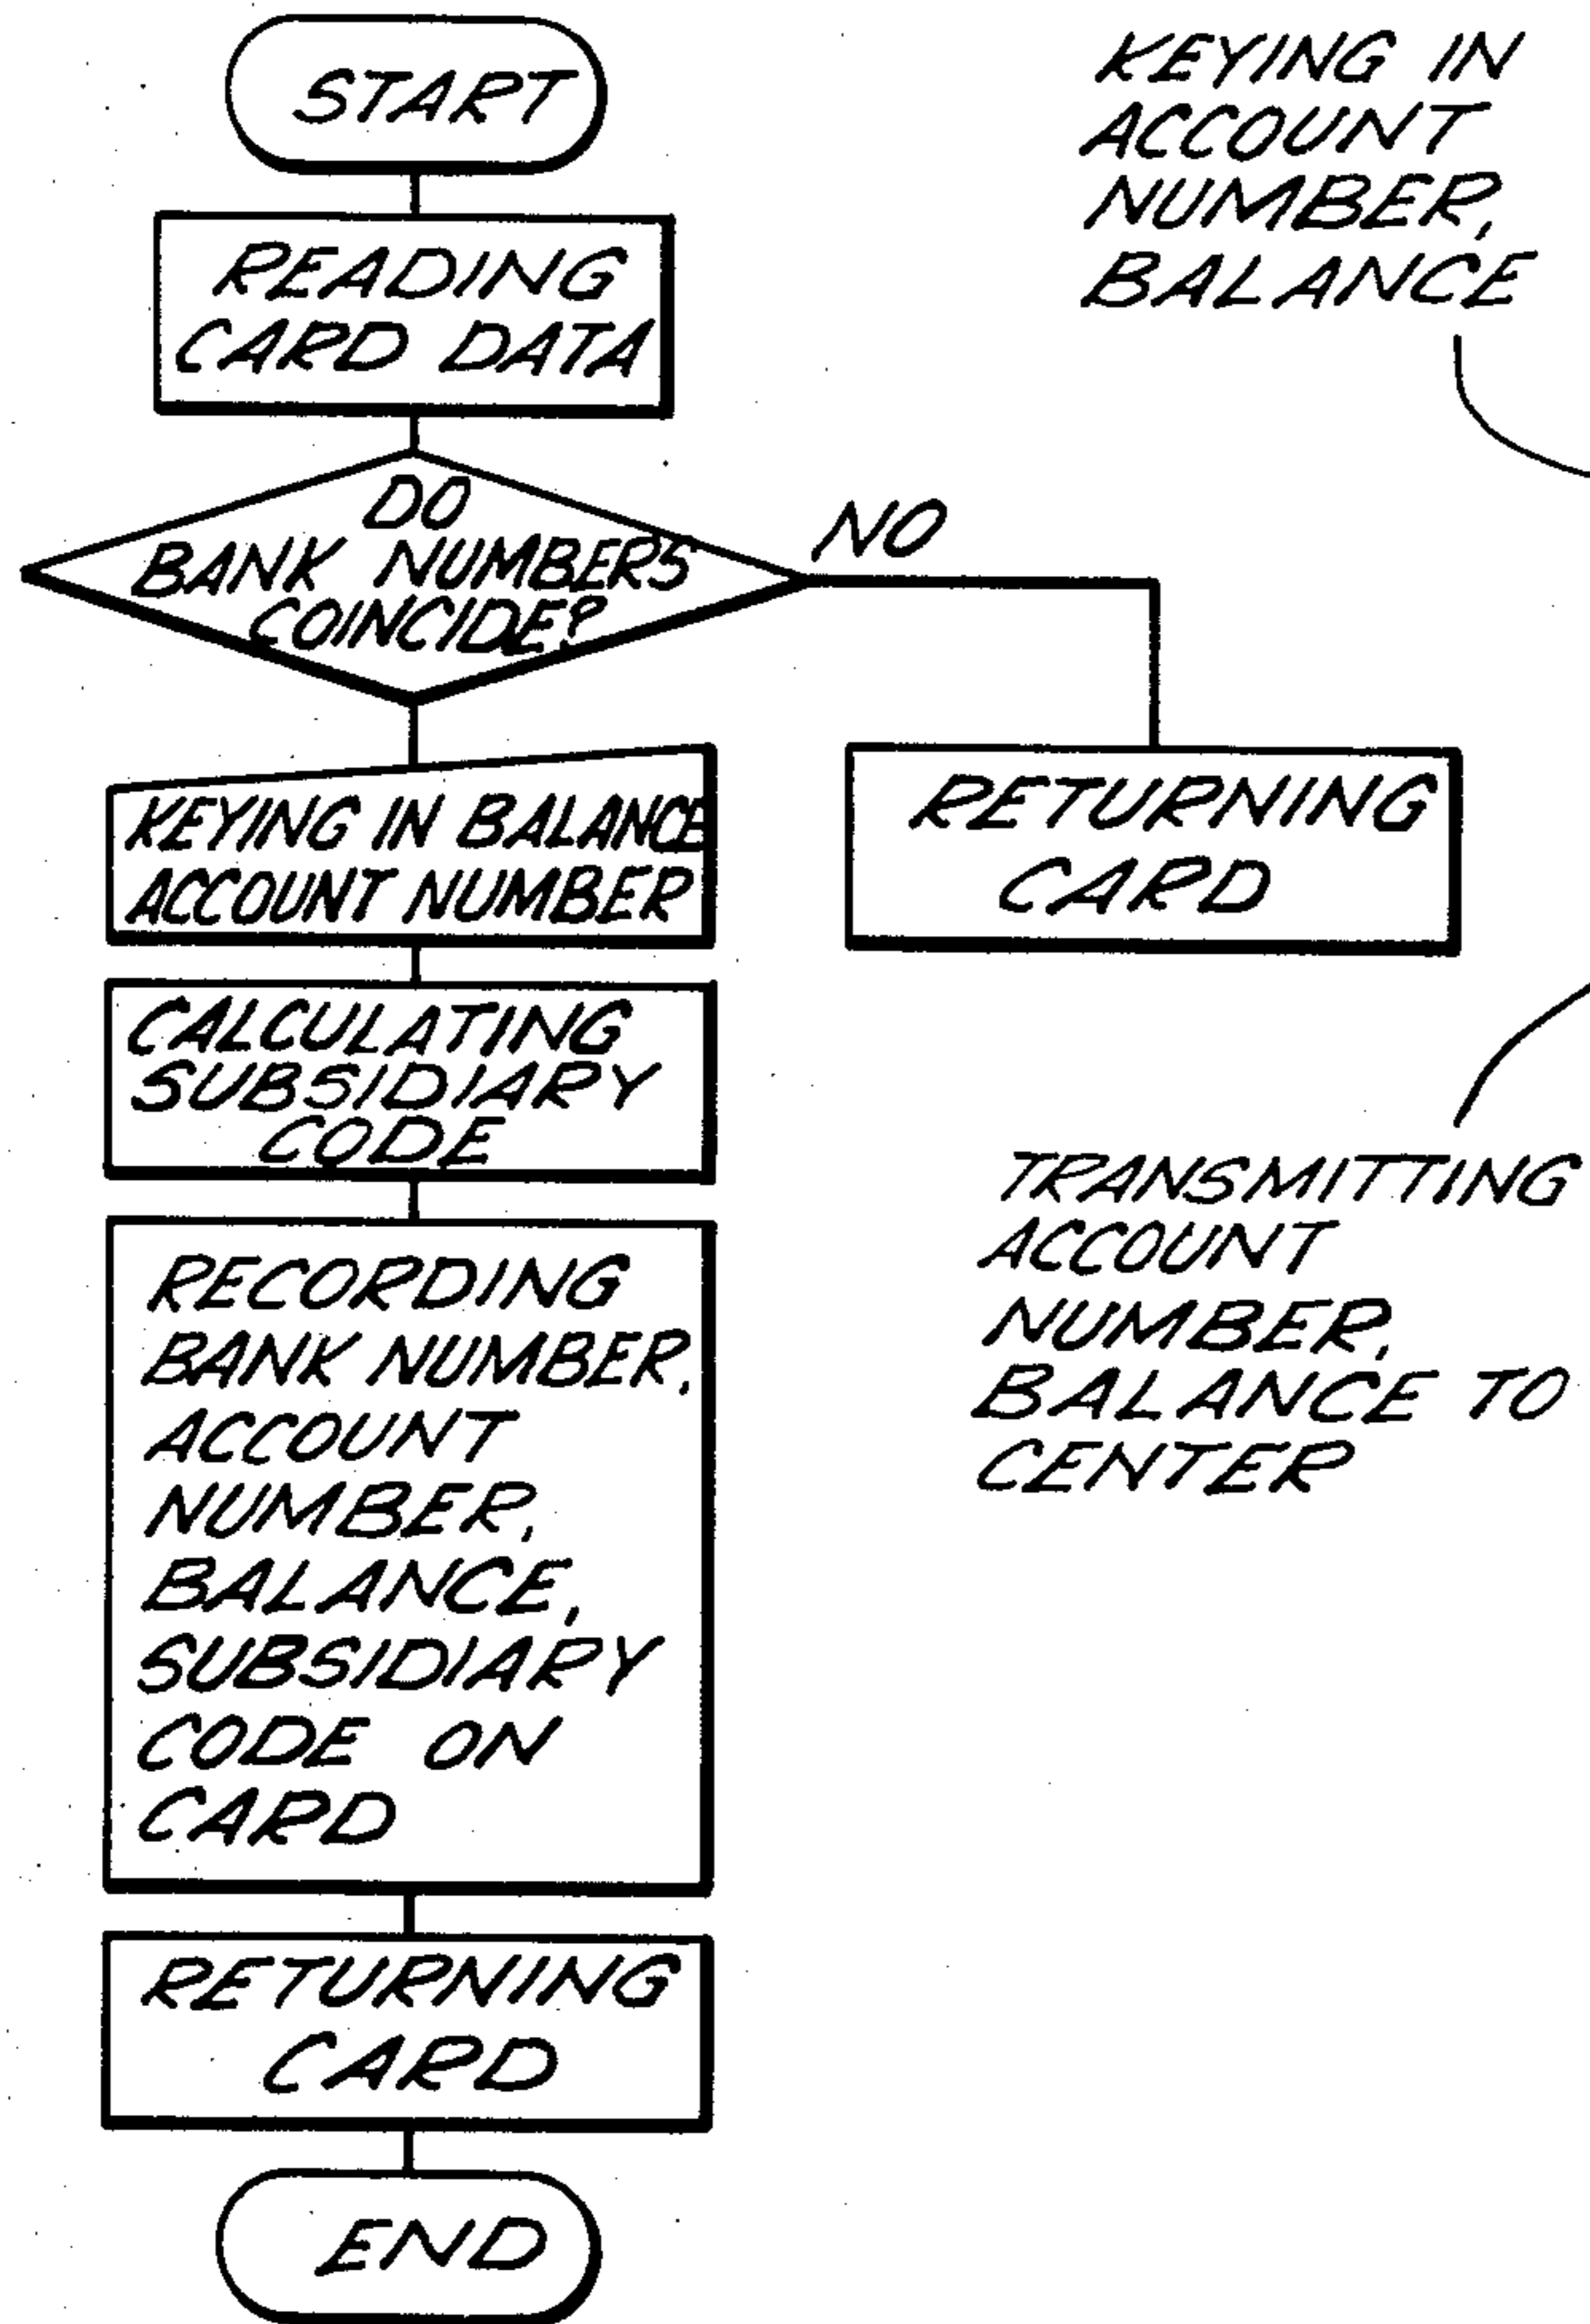 START
READING
CARD DATA
DO
BANK NUMBERS
COINCIDE?
NO
KEYING IN BALANCE
ACCOUNT NUMBER
RETURNING
CARD
CALCULATING
SUBSIDIARY
CODE
RECORDING
BANK NUMBER,
ACCOUNT
NUMBER,
BALANCE,
SUBSIDIARY
CODE ON
CARD
RETURNING
CARD
END
KEYING IN
ACCOUNT
NUMBER,
BALANCE
TRANSMITTING
ACCOUNT
NUMBER,
BALANCE TO
CENTER